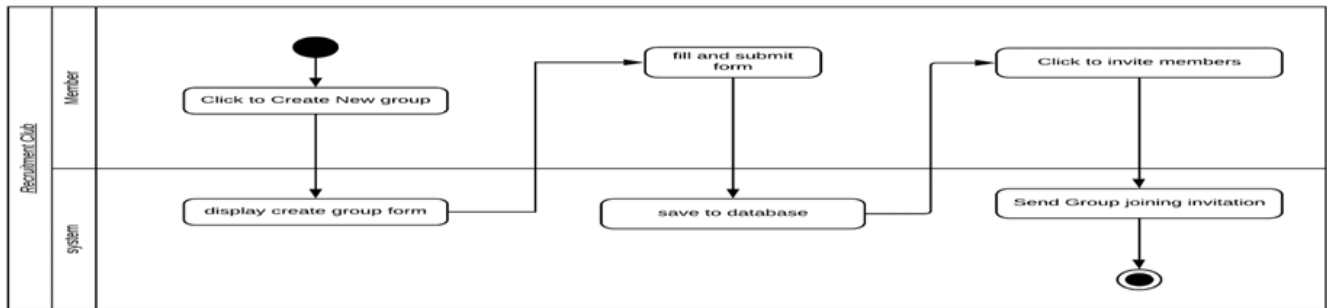 Recruitment Club
Member
Click to Create New group
fill and submit
form
Click to invite members
system
display create group form
save to database
Send Group joining invitation